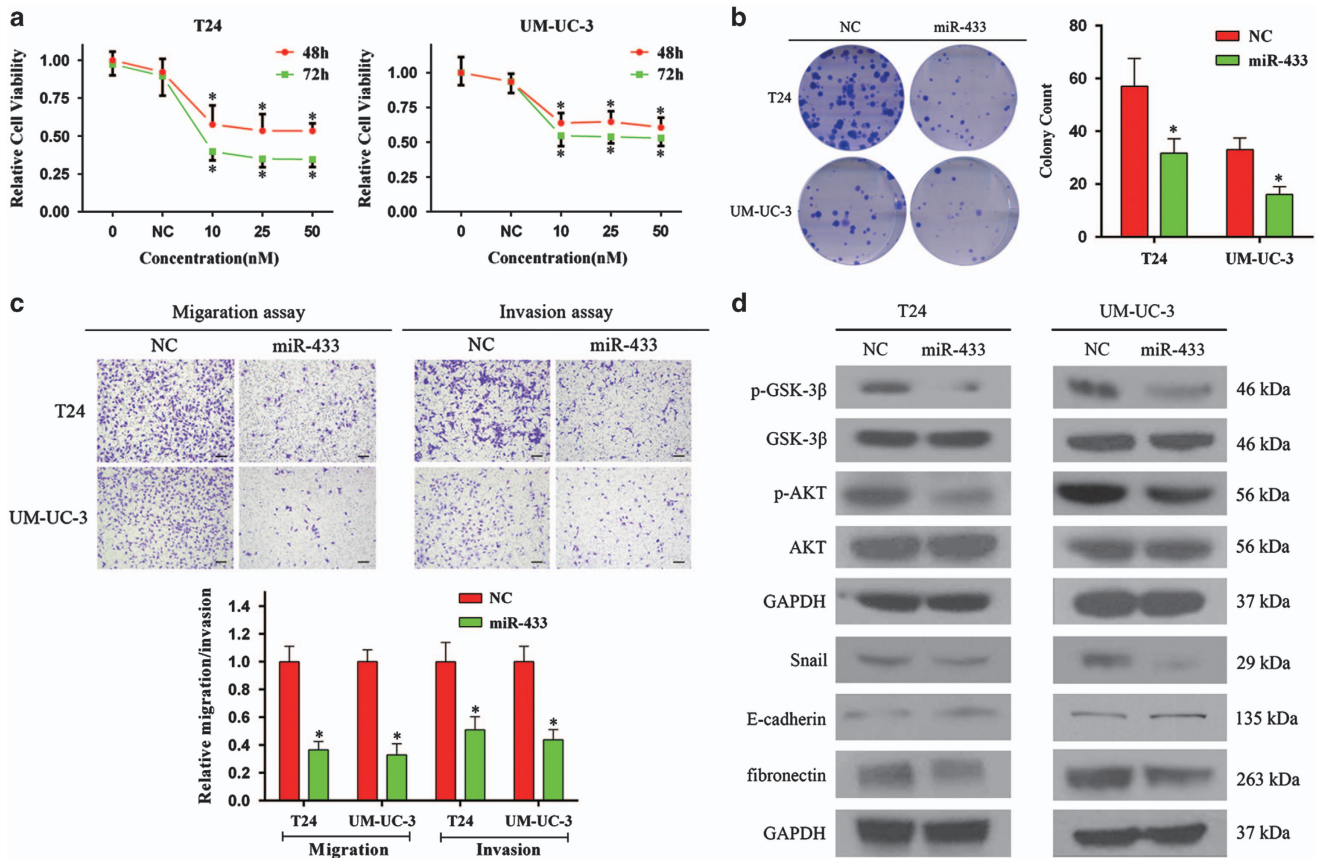 a
T24
Relative Cell Viability
1.00
0.75
0.50
0.25
0.00
48h
72h
* * *
* * *
0 NC 10 25 50
Concentration(nM)
UM-UC-3
Relative Cell Viability
1.00
0.75
0.50
0.25
0.00
48h
72h
* * *
* * *
0 NC 10 25 50
Concentration(nM)
b
NC miR-433
T24
UM-UC-3
Colony Count
80
60
40
20
0
NC
miR-433
* *
T24 UM-UC-3
c
Migaration assay Invasion assay
NC miR-433 NC miR-433
T24
UM-UC-3
Relative migration/invasion
1.4
1.2
1.0
0.8
0.6
0.4
0.2
0.0
NC
miR-433
* * * *
T24 UM-UC-3 T24 UM-UC-3
Migration Invasion
d
T24 UM-UC-3
NC miR-433 NC miR-433
p-GSK-3β 46 kDa
GSK-3β 46 kDa
p-AKT 56 kDa
AKT 56 kDa
GAPDH 37 kDa
Snail 29 kDa
E-cadherin 135 kDa
fibronectin 263 kDa
GAPDH 37 kDa